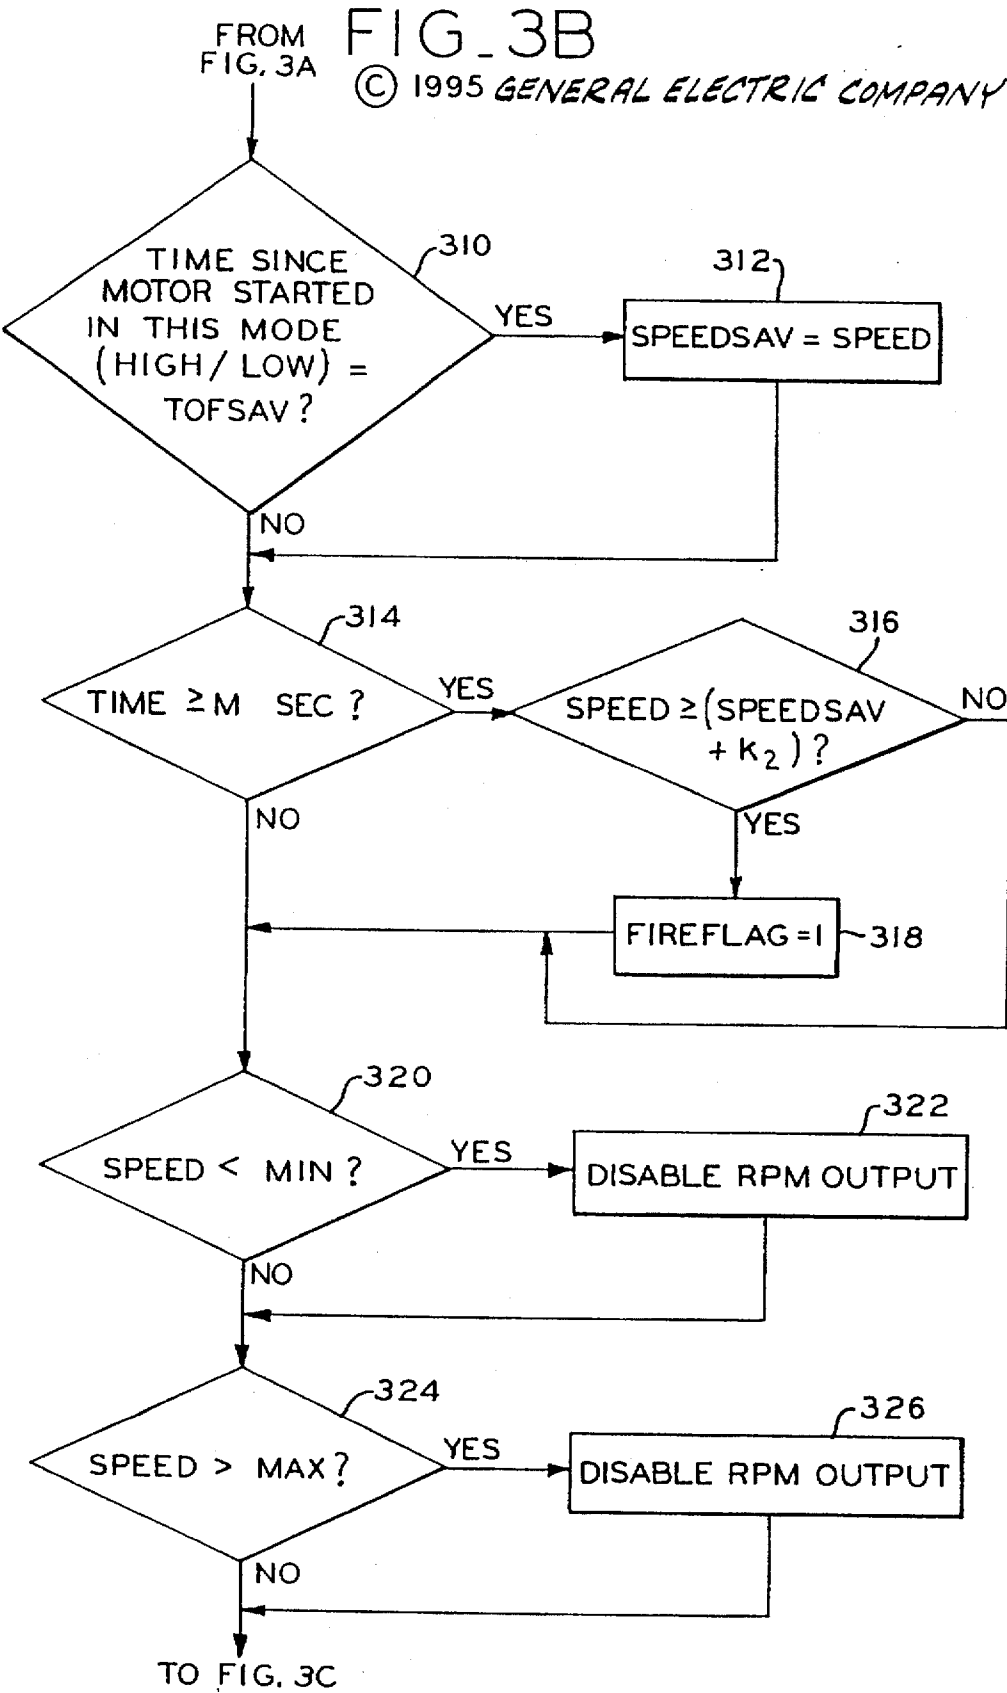 FROM
FIG. 3A
FIG_3B
© 1995 GENERAL ELECTRIC COMPANY
310
TIME SINCE
MOTOR STARTED
IN THIS MODE
(HIGH / LOW) =
TOFSAV?
YES
312
SPEEDSAV = SPEED
NO
314
TIME ≥ M SEC ?
YES
316
SPEED ≥ (SPEEDSAV
+ K₂) ?
NO
NO
YES
FIREFLAG = 1
318
320
SPEED < MIN ?
YES
322
DISABLE RPM OUTPUT
NO
324
SPEED > MAX ?
YES
326
DISABLE RPM OUTPUT
NO
TO FIG. 3C